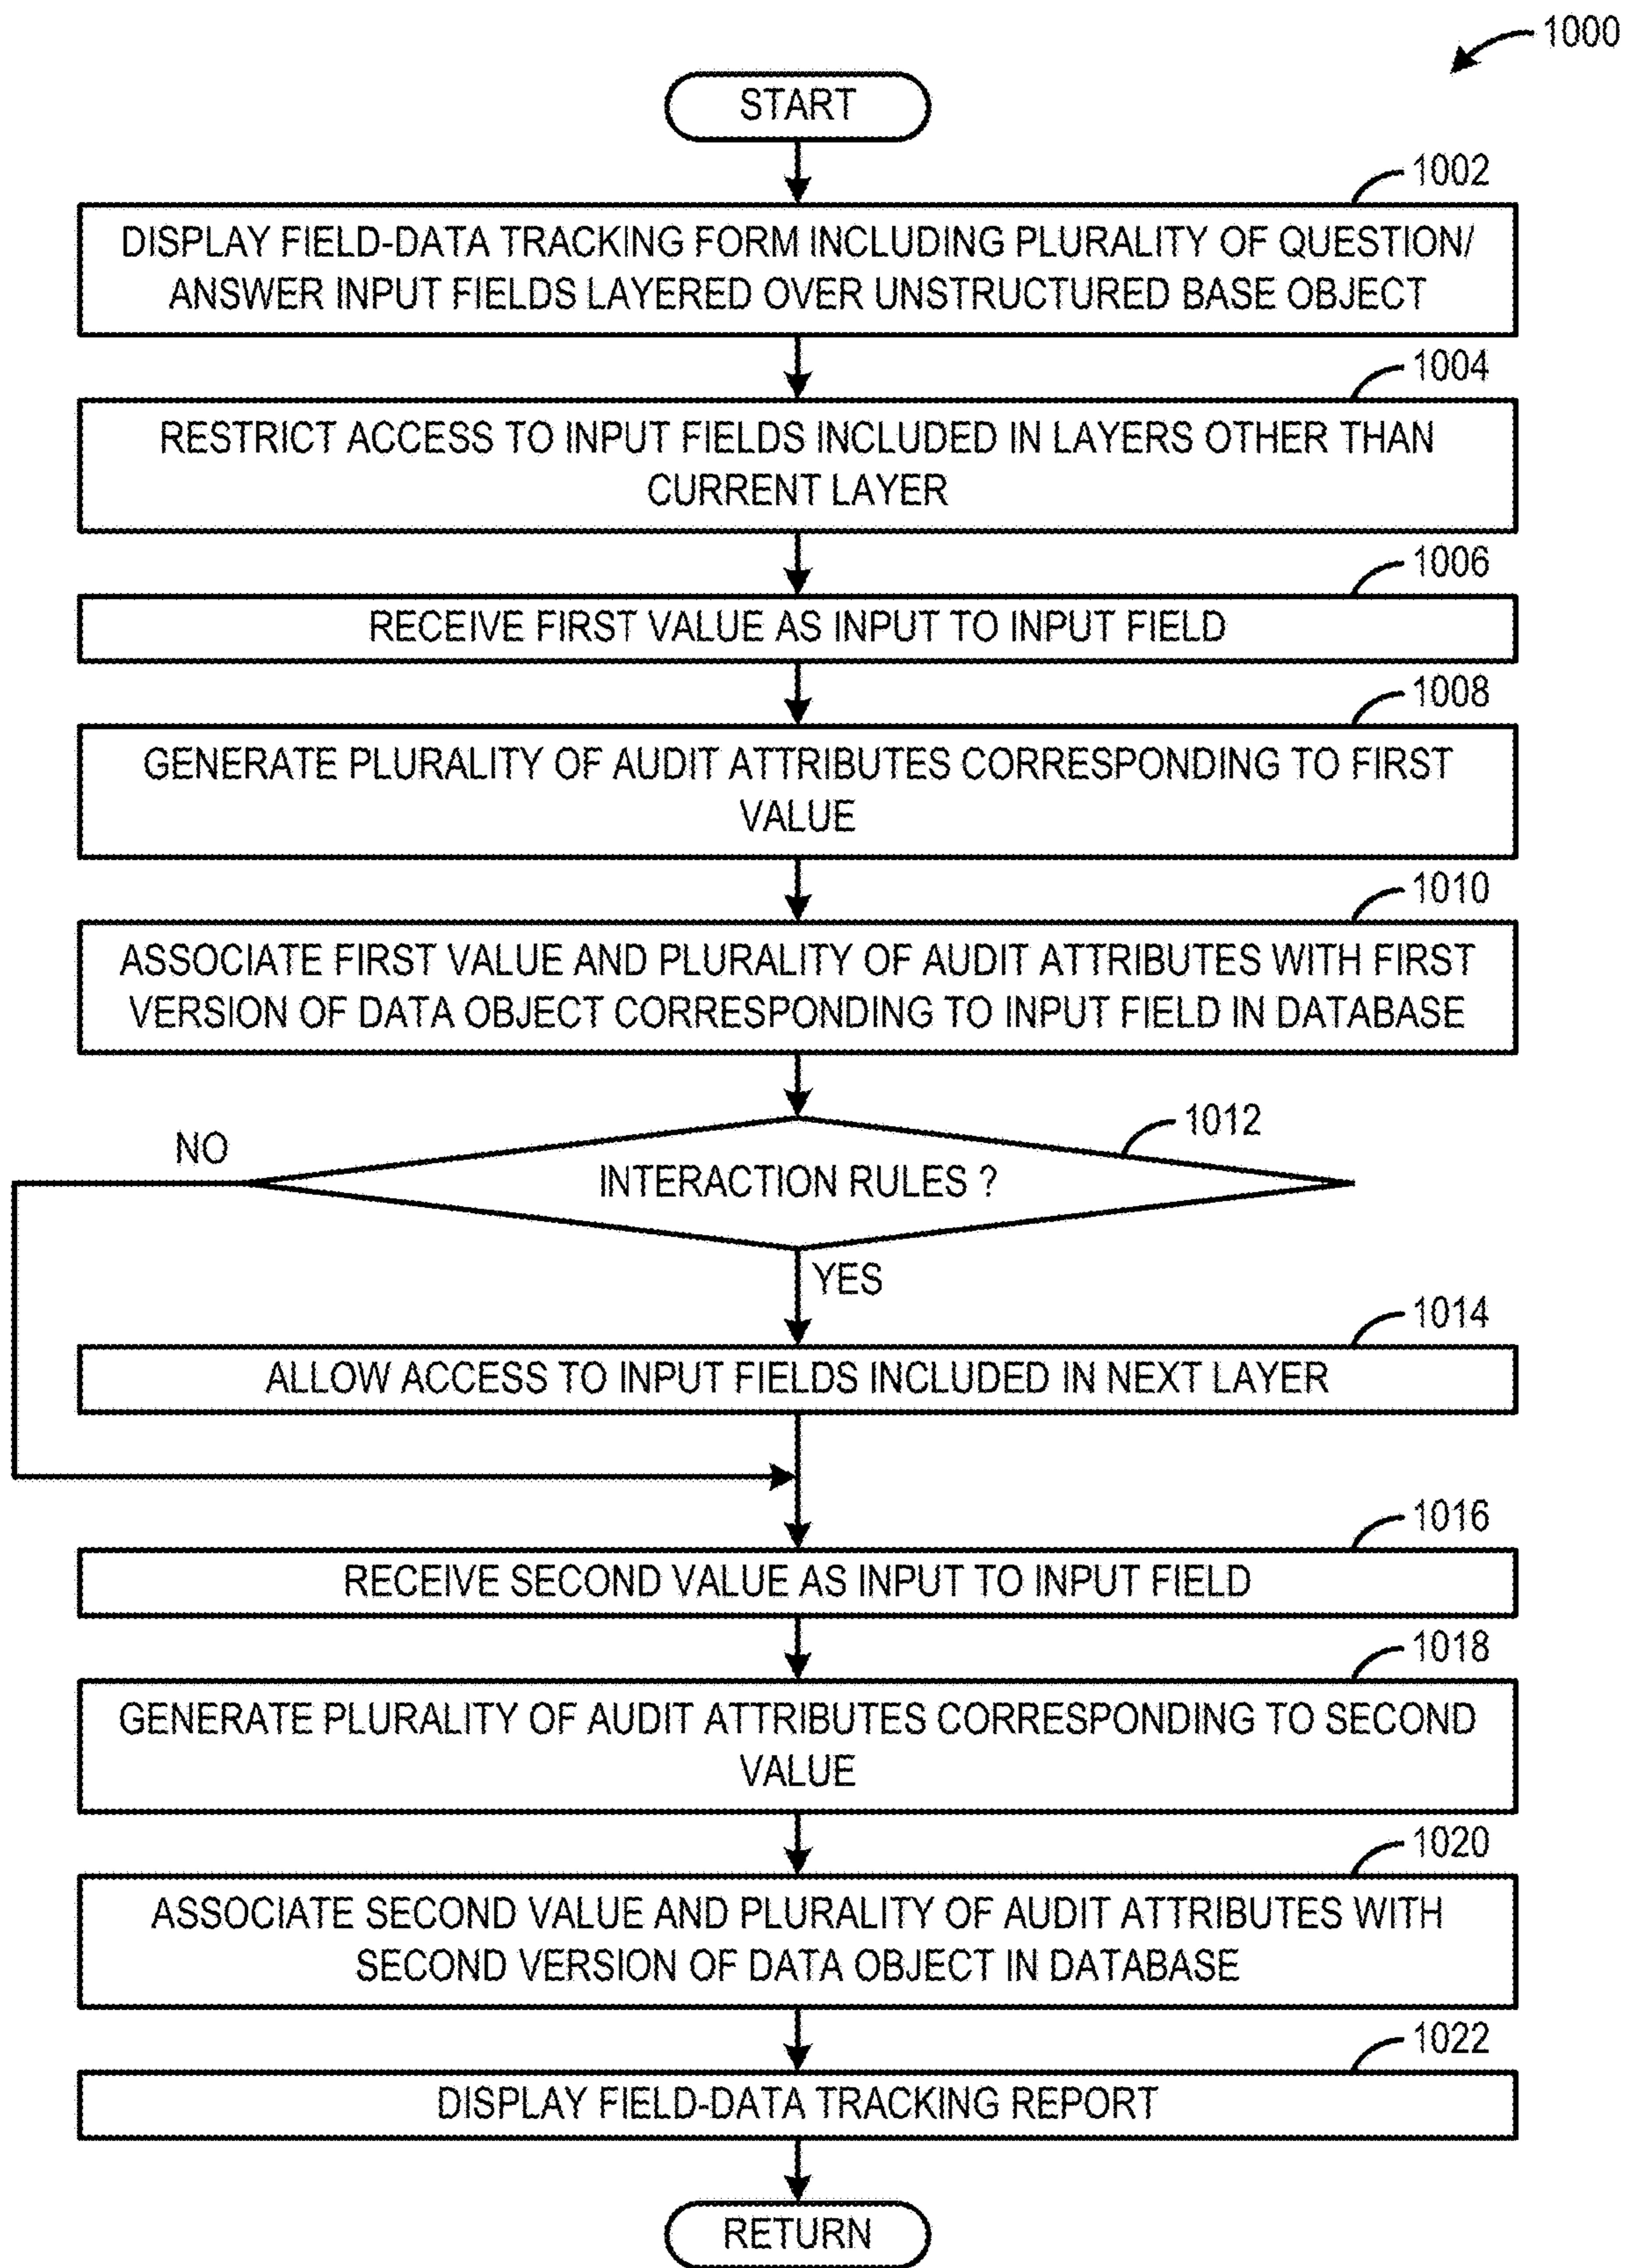 1000
START
1002
DISPLAY FIELD-DATA TRACKING FORM INCLUDING PLURALITY OF QUESTION/
ANSWER INPUT FIELDS LAYERED OVER UNSTRUCTURED BASE OBJECT
1004
RESTRICT ACCESS TO INPUT FIELDS INCLUDED IN LAYERS OTHER THAN
CURRENT LAYER
1006
RECEIVE FIRST VALUE AS INPUT TO INPUT FIELD
1008
GENERATE PLURALITY OF AUDIT ATTRIBUTES CORRESPONDING TO FIRST
VALUE
1010
ASSOCIATE FIRST VALUE AND PLURALITY OF AUDIT ATTRIBUTES WITH FIRST
VERSION OF DATA OBJECT CORRESPONDING TO INPUT FIELD IN DATABASE
1012
NO
INTERACTION RULES ?
YES
1014
ALLOW ACCESS TO INPUT FIELDS INCLUDED IN NEXT LAYER
1016
RECEIVE SECOND VALUE AS INPUT TO INPUT FIELD
1018
GENERATE PLURALITY OF AUDIT ATTRIBUTES CORRESPONDING TO SECOND
VALUE
1020
ASSOCIATE SECOND VALUE AND PLURALITY OF AUDIT ATTRIBUTES WITH
SECOND VERSION OF DATA OBJECT IN DATABASE
1022
DISPLAY FIELD-DATA TRACKING REPORT
RETURN